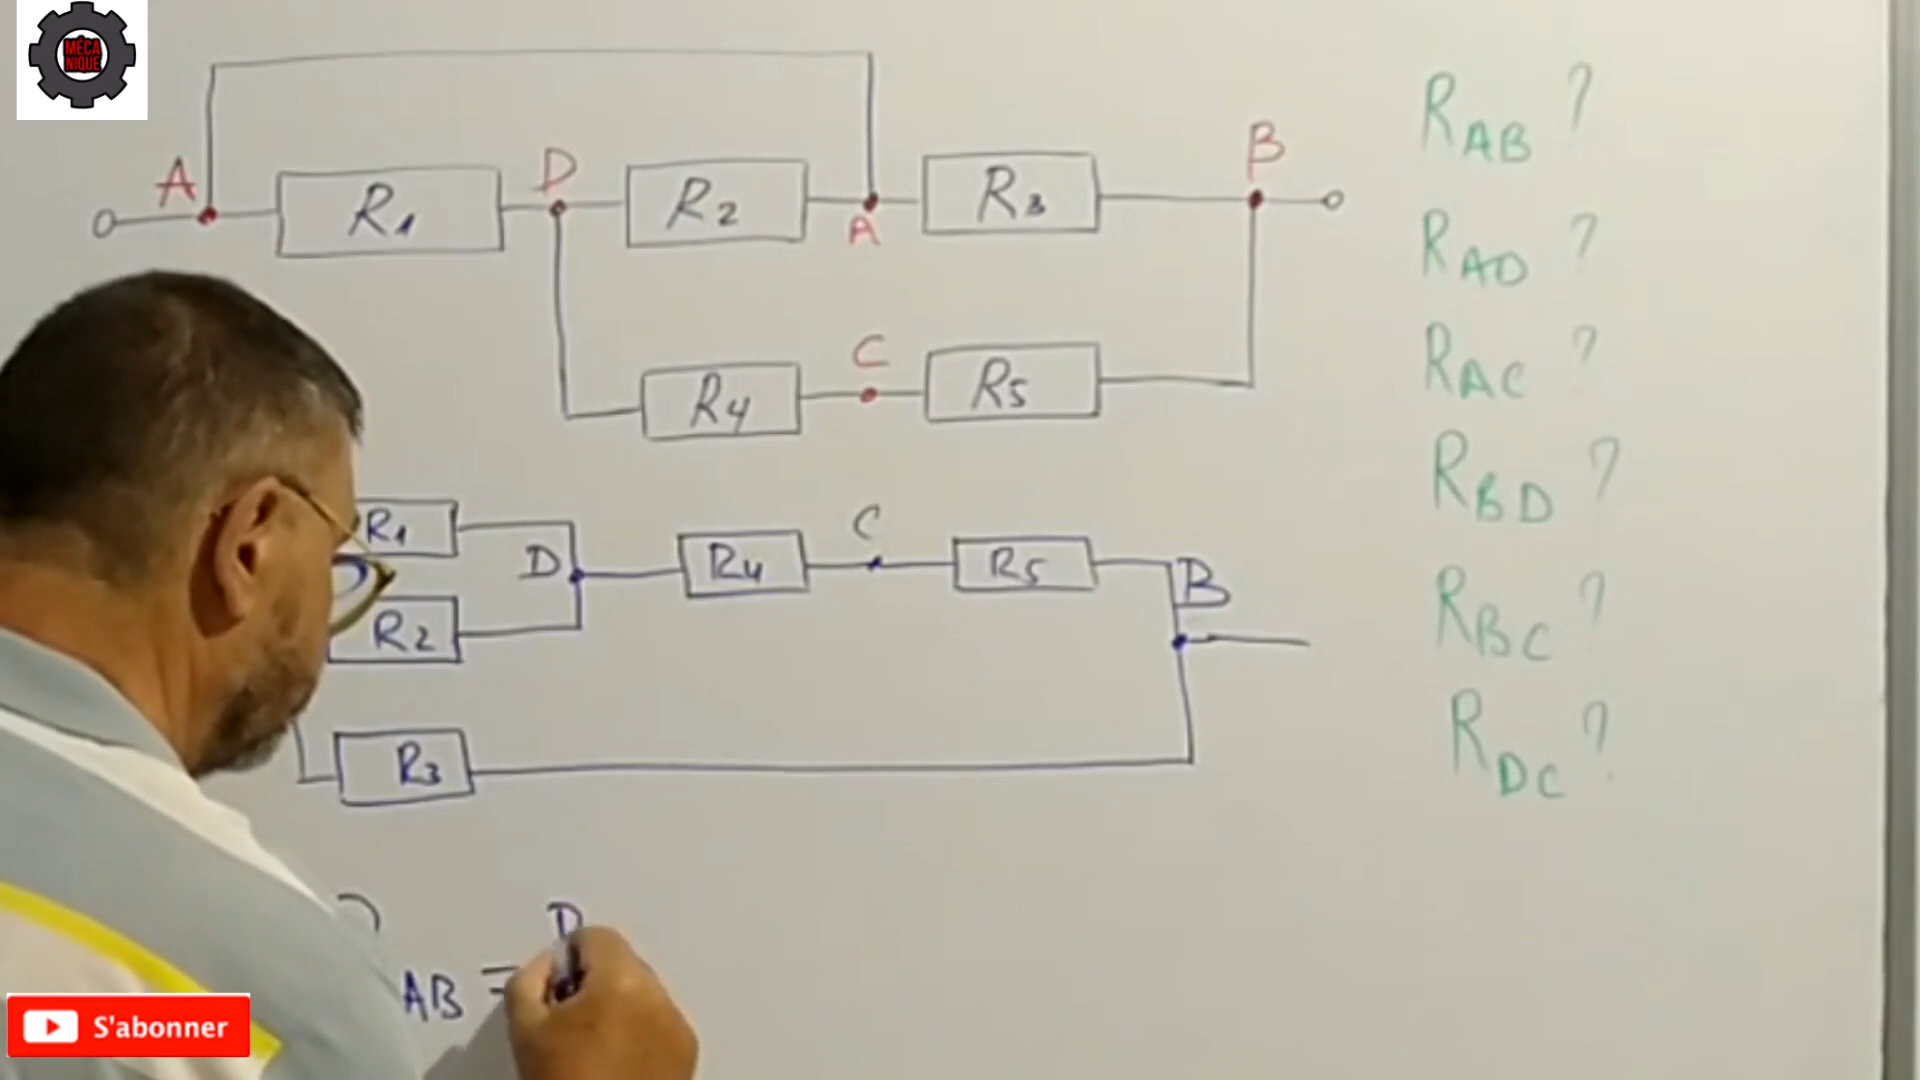 MÉCA
NIQUE
A
R1
D
R2
A
R3
B
R4
C
R5
R1
D
R4
C
R5
B
R2
R3
AB =
RAB ?
RAD ?
RAC ?
RBD ?
RBC ?
RDC ?
S'abonner